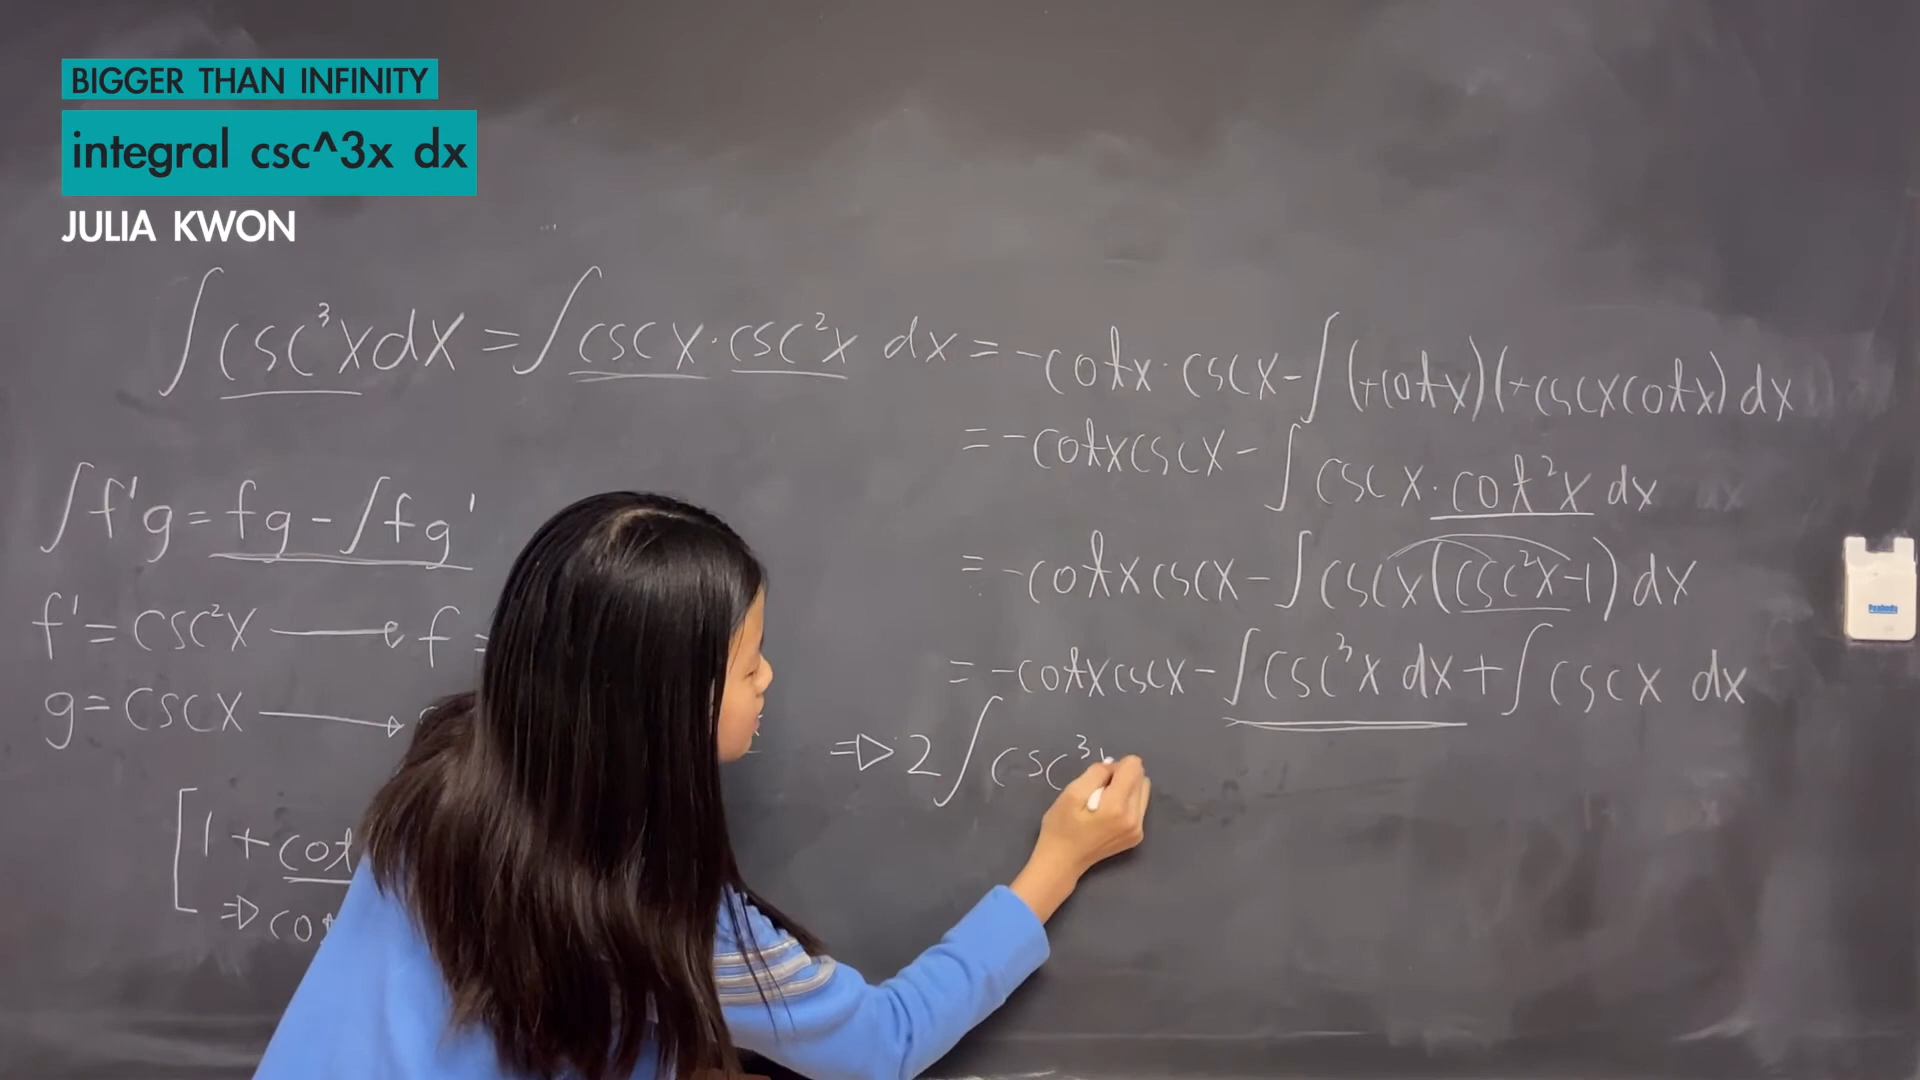 BIGGER THAN INFINITY
integral csc^3x dx
JULIA KWON
∫csc³x dx = ∫cscx·csc²x dx = -cotx·cscx-∫(+cotx)(+cscxcotx)dx
= -cotxcscx-∫cscx·cot²x dx
= -cotxcscx-∫cscx(csc²x-1)dx
= -cotxcscx-∫csc³x dx+∫cscx dx
⇒ 2∫csc³
∫f'g=fg-∫fg'
f'=csc²x → f =
g=cscx →
[1+cot
⇒ cot
Peabody